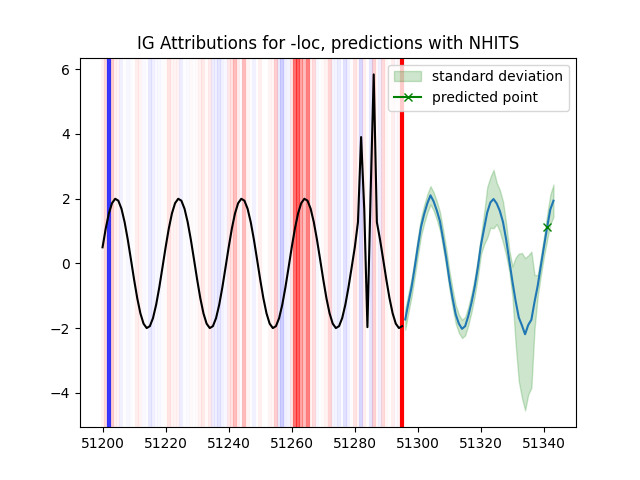 IG Attributions for -loc, predictions with NHITS
standard deviation
predicted point
6
4
2
0
−2
−4
51200 51220 51240 51260 51280 51300 51320 51340